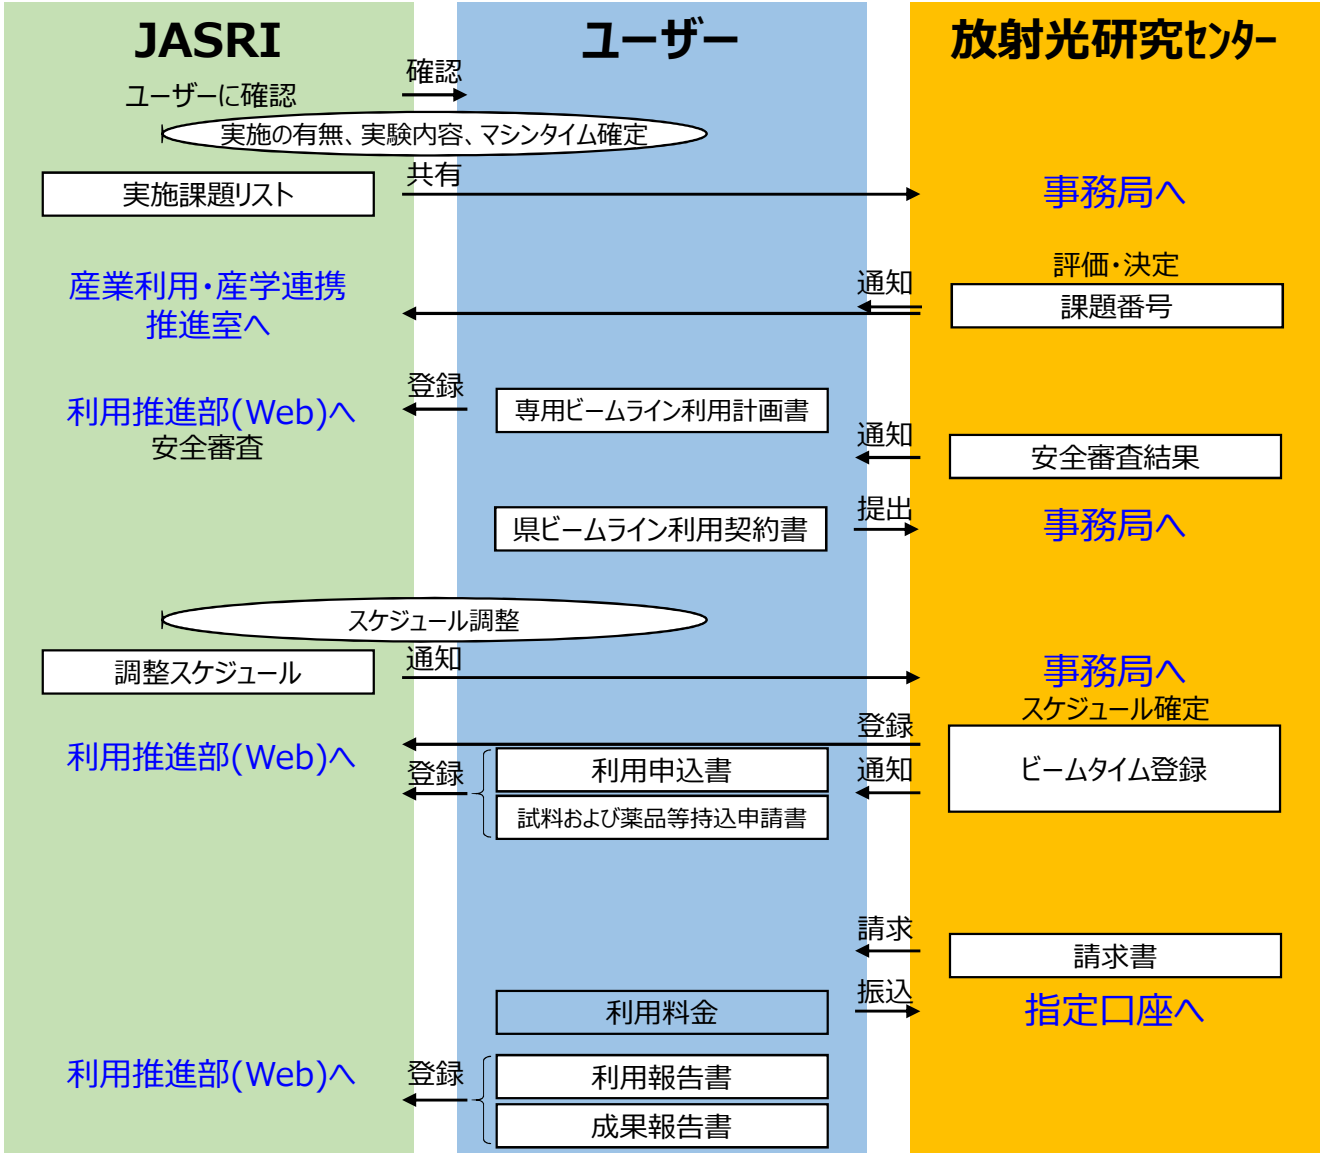 JASRI
ユーザー
放射光研究センター
ユーザーに確認
確認
実施の有無、実験内容、マシンタイム確定
実施課題リスト
共有
事務局へ
産業利用・産学連携
推進室へ
通知
評価・決定
課題番号
利用推進部(Web)へ
安全審査
登録
専用ビームライン利用計画書
通知
安全審査結果
県ビームライン利用契約書
提出
事務局へ
スケジュール調整
調整スケジュール
通知
事務局へ
スケジュール確定
登録
利用推進部(Web)へ
登録
利用申込書
試料および薬品等持込申請書
通知
ビームタイム登録
請求
請求書
利用料金
振込
指定口座へ
利用推進部(Web)へ
登録
利用報告書
成果報告書